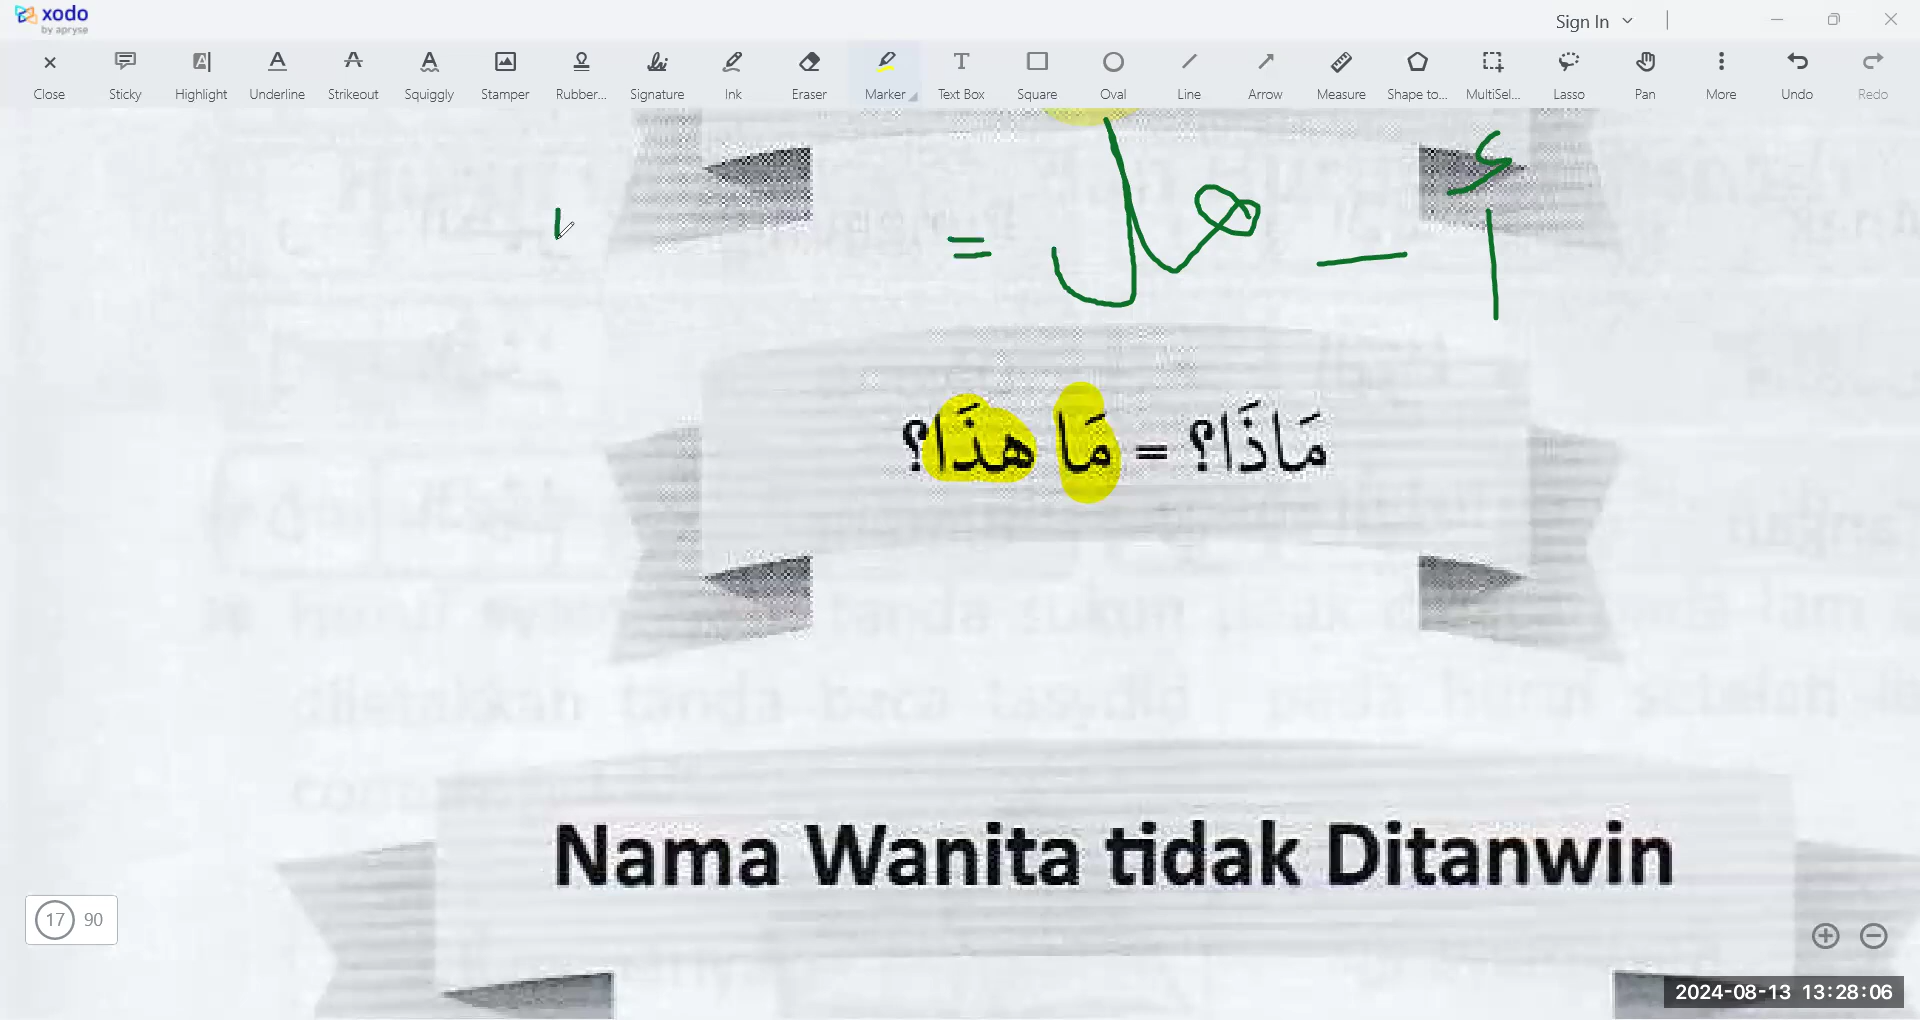 xodo
by apryse
Sign In
Close Sticky Highlight Underline Strikeout Squiggly Stamper Rubber... Signature Ink Eraser Marker Text Box Square Oval Line Arrow Measure Shape to... MultiSel... Lasso Pan More Undo Redo
أ – هل =
مَاذَا؟ = مَا هذَا؟
Nama Wanita tidak Ditanwin
17 90
2024-08-13 13:28:06